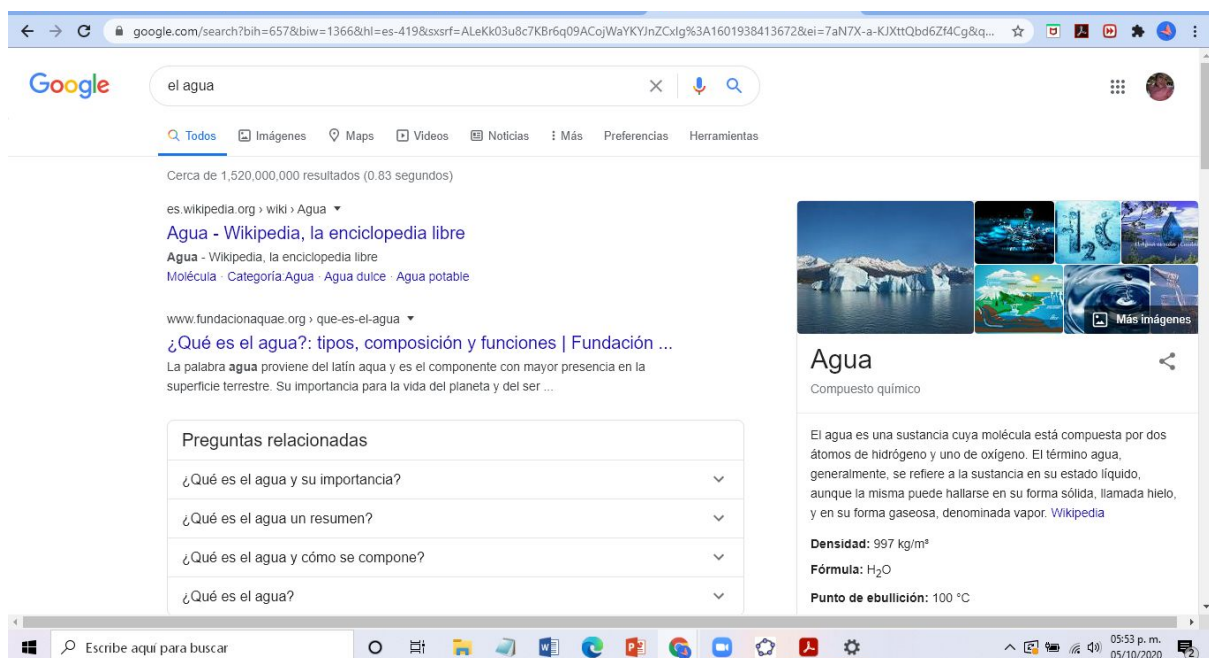 google.com/search?bih=657&biw=1366&hl=es-419&sxsrf=ALeKk03u8c7KBr6q09ACojWaYKYJnZCxIg%3A1601938413672&ei=7aN7X-a-KJXttQbd6Zf4Cg&q...
Google
el agua
Todos Imágenes Maps Videos Noticias Más Preferencias Herramientas
Cerca de 1,520,000,000 resultados (0.83 segundos)
es.wikipedia.org › wiki › Agua
Agua - Wikipedia, la enciclopedia libre
Agua - Wikipedia, la enciclopedia libre
Molécula · Categoría:Agua · Agua dulce · Agua potable
www.fundacionaquae.org › que-es-el-agua
¿Qué es el agua?: tipos, composición y funciones | Fundación ...
La palabra agua proviene del latín aqua y es el componente con mayor presencia en la
superficie terrestre. Su importancia para la vida del planeta y del ser ...
Preguntas relacionadas
¿Qué es el agua y su importancia?
¿Qué es el agua un resumen?
¿Qué es el agua y cómo se compone?
¿Qué es el agua?
H2O
Más imágenes
Agua
Compuesto químico
El agua es una sustancia cuya molécula está compuesta por dos
átomos de hidrógeno y uno de oxígeno. El término agua,
generalmente, se refiere a la sustancia en su estado líquido,
aunque la misma puede hallarse en su forma sólida, llamada hielo,
y en su forma gaseosa, denominada vapor. Wikipedia
Densidad: 997 kg/m³
Fórmula: H₂O
Punto de ebullición: 100 °C
Escribe aquí para buscar
05:53 p. m.
05/10/2020
2